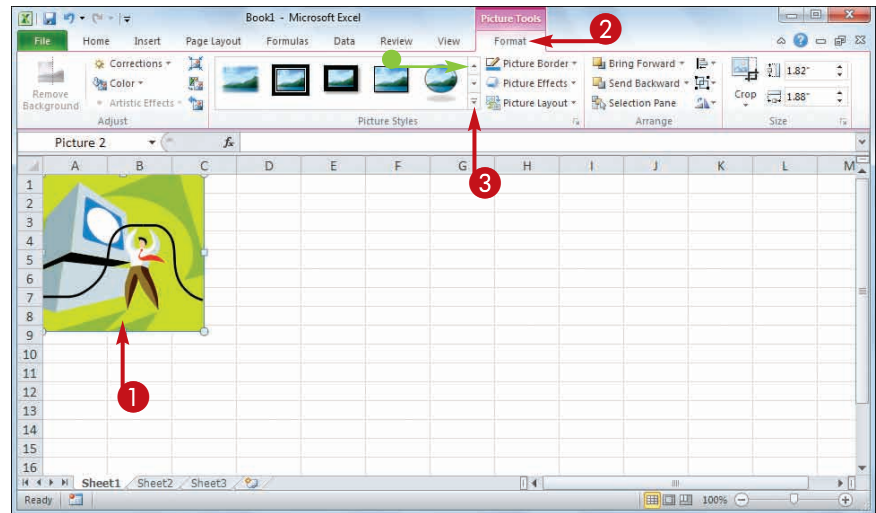 Book1 - Microsoft Excel
Picture Tools
2
File Home Insert Page Layout Formulas Data Review View Format
Remove Background
Corrections
Color
Artistic Effects
Adjust
Picture Styles
Picture Border
Picture Effects
Picture Layout
Bring Forward
Send Backward
Selection Pane
Arrange
Crop
1.82"
1.88"
Size
Picture 2
fx
3
A B C D E F G H I J K L M
1
2
3
4
5
6
7
8
9
10
11
12
13
14
15
16
1
Sheet1 Sheet2 Sheet3
Ready
100%